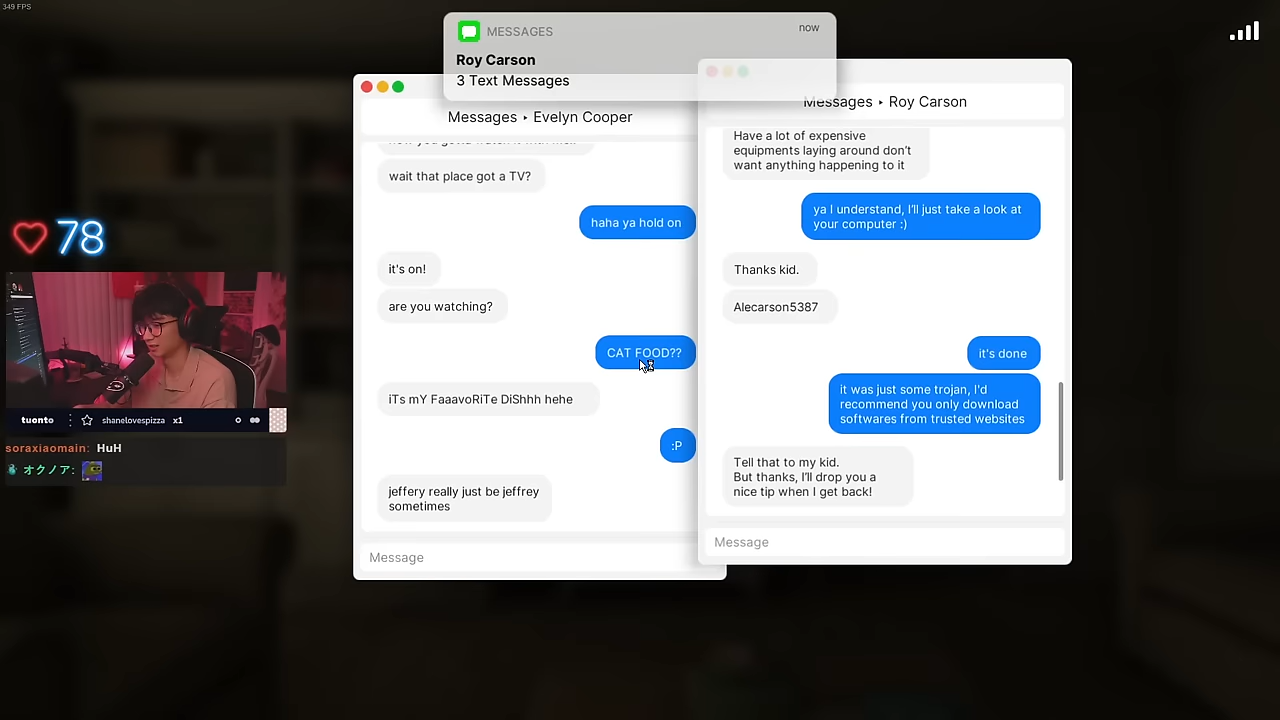 349 FPS
MESSAGES
now
Roy Carson
3 Text Messages
Messages ‣ Evelyn Cooper
wait that place got a TV?
haha ya hold on
it's on!
are you watching?
CAT FOOD??
iTs mY FaaavoRiTe DiShhh hehe
:P
jeffery really just be jeffrey
sometimes
Message
Messages ‣ Roy Carson
Have a lot of expensive
equipments laying around don't
want anything happening to it
ya I understand, I'll just take a look at
your computer :)
Thanks kid.
Alecarson5387
it's done
it was just some trojan, I'd
recommend you only download
softwares from trusted websites
Tell that to my kid.
But thanks, I'll drop you a
nice tip when I get back!
Message
78
tuonto
shanelovespizza x1
soraxiaomain: HuH
オクノア: